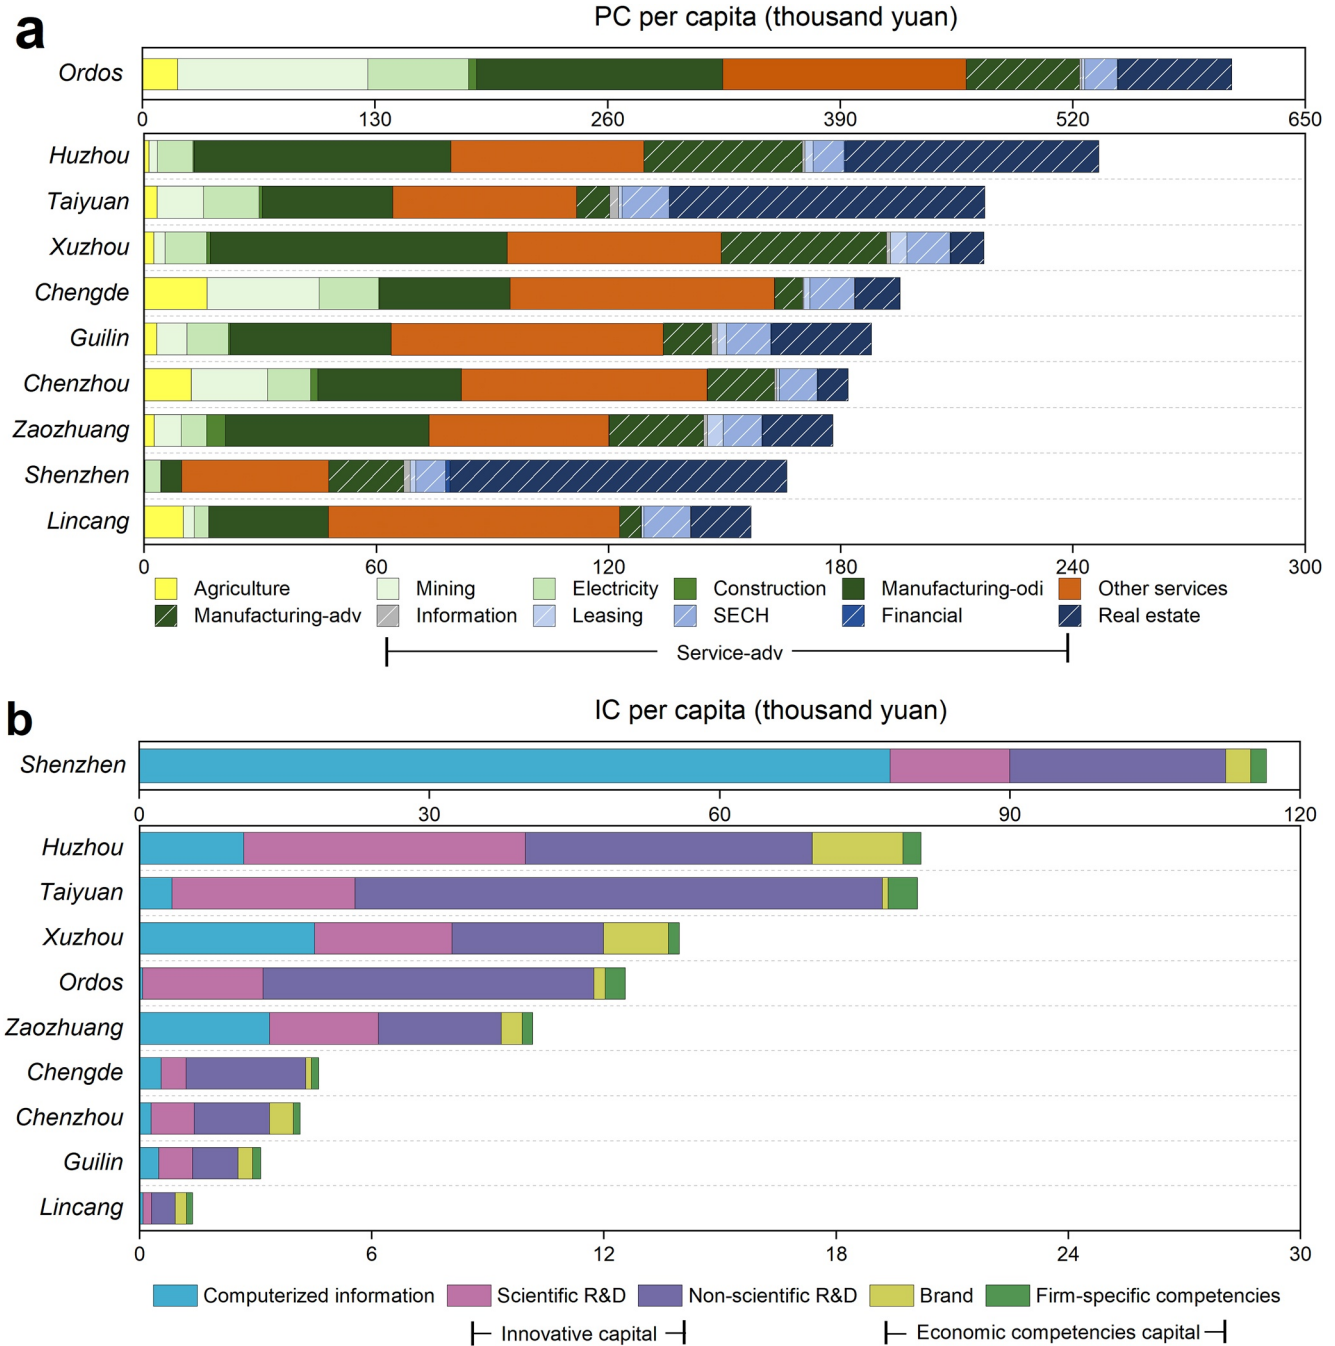 a
PC per capita (thousand yuan)
Ordos
0 130 260 390 520 650
Huzhou
Taiyuan
Xuzhou
Chengde
Guilin
Chenzhou
Zaozhuang
Shenzhen
Lincang
0 60 120 180 240 300
Agriculture Mining Electricity Construction Manufacturing-odi Other services
Manufacturing-adv Information Leasing SECH Financial Real estate
Service-adv
b
IC per capita (thousand yuan)
Shenzhen
0 30 60 90 120
Huzhou
Taiyuan
Xuzhou
Ordos
Zaozhuang
Chengde
Chenzhou
Guilin
Lincang
0 6 12 18 24 30
Computerized information Scientific R&D Non-scientific R&D Brand Firm-specific competencies
Innovative capital Economic competencies capital